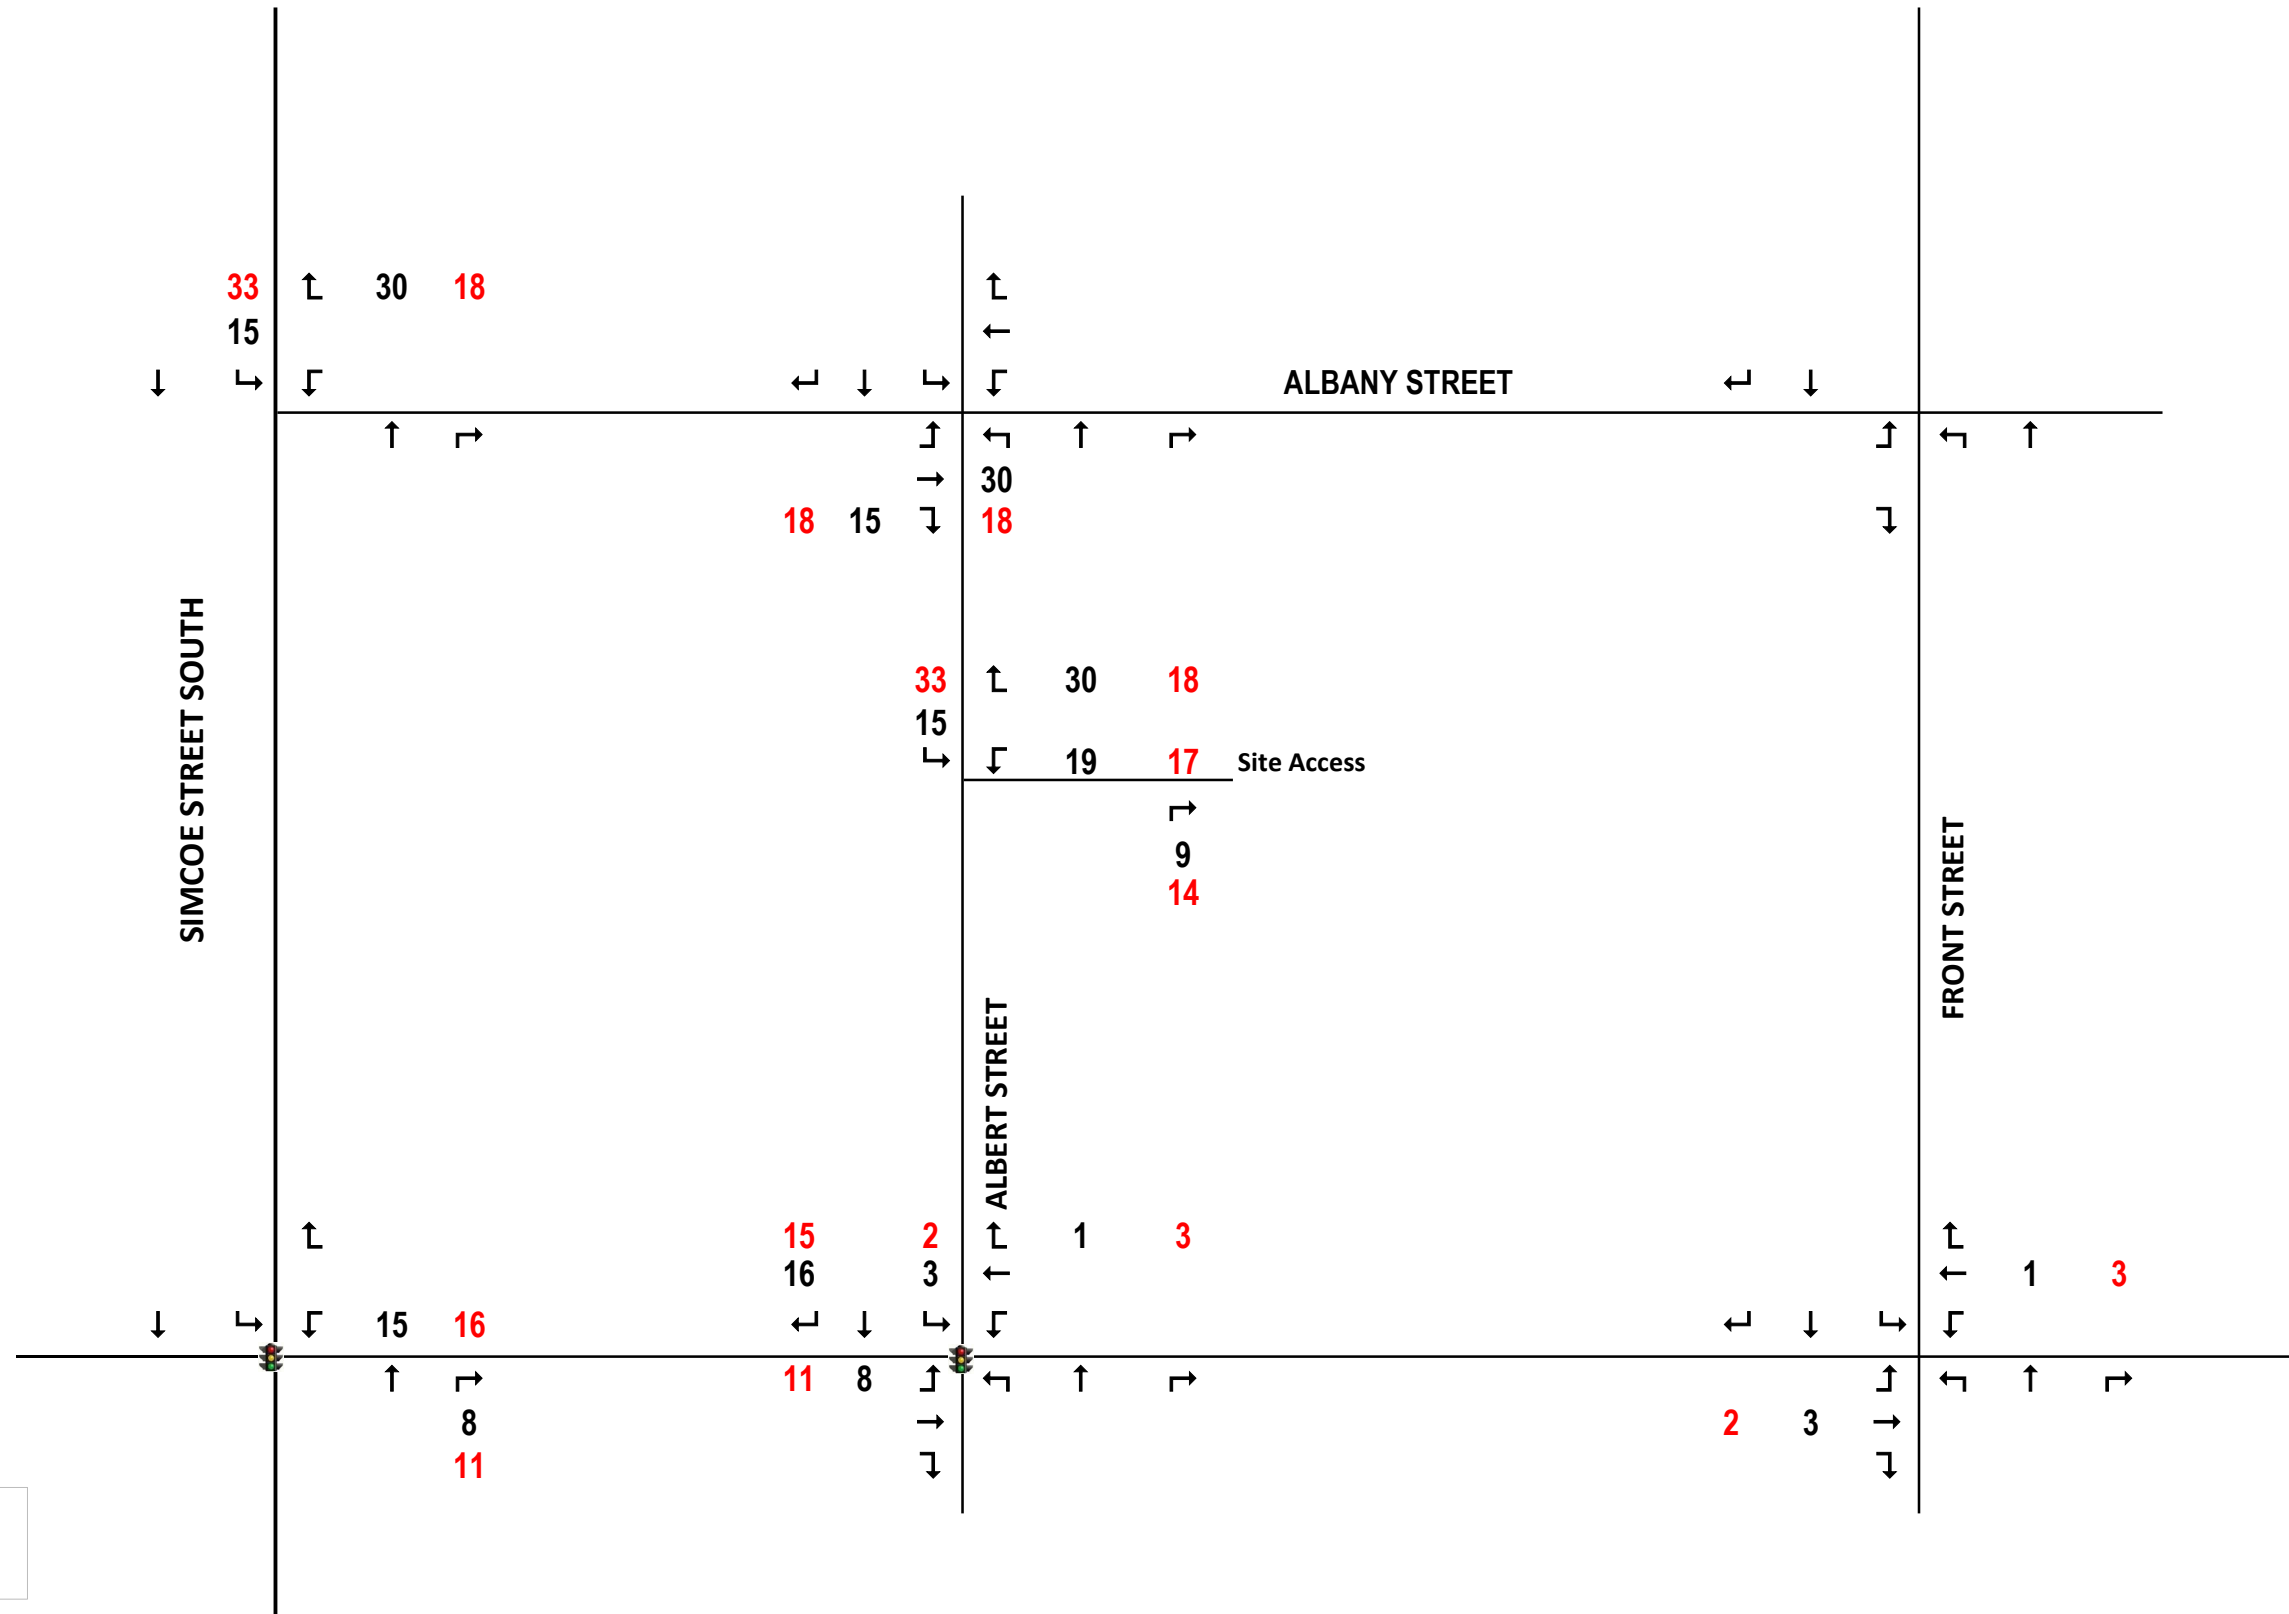 33 30 18
15
ALBANY STREET
30
18 15 18
SIMCOE STREET SOUTH
33 30 18
15
19 17 Site Access
9
14
FRONT STREET
ALBERT STREET
15 2 1 3
16 3 1 3
15 16
11 8
8 2 3
11